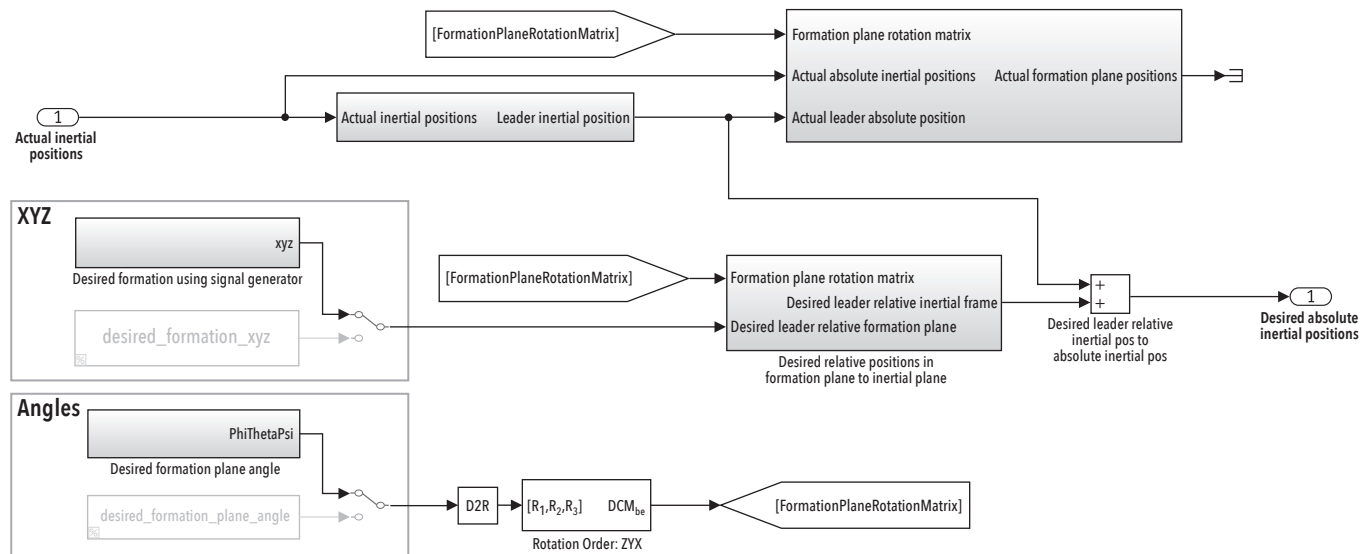 [FormationPlaneRotationMatrix]
Formation plane rotation matrix
Actual absolute inertial positions
Actual formation plane positions
Actual leader absolute position
1
Actual inertial
positions
Actual inertial positions
Leader inertial position
XYZ
xyz
Desired formation using signal generator
desired_formation_xyz
%
[FormationPlaneRotationMatrix]
Formation plane rotation matrix
Desired leader relative inertial frame
Desired leader relative formation plane
Desired relative positions in
formation plane to inertial plane
+
+
Desired leader relative
inertial pos to
absolute inertial pos
1
Desired absolute
inertial positions
Angles
PhiThetaPsi
Desired formation plane angle
desired_formation_plane_angle
%
D2R
[R₁,R₂,R₃]
DCM_be
Rotation Order: ZYX
[FormationPlaneRotationMatrix]